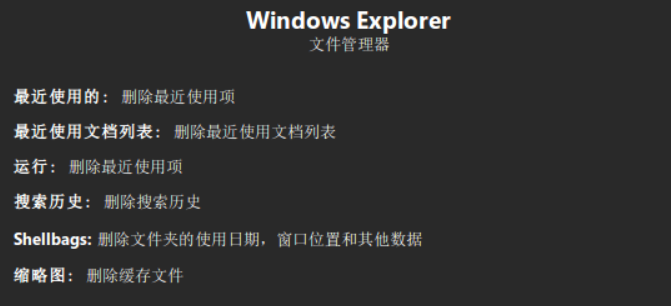 Windows Explorer
文件管理器
最近使用的： 删除最近使用项
最近使用文档列表： 删除最近使用文档列表
运行： 删除最近使用项
搜索历史： 删除搜索历史
Shellbags: 删除文件夹的使用日期，窗口位置和其他数据
缩略图： 删除缓存文件